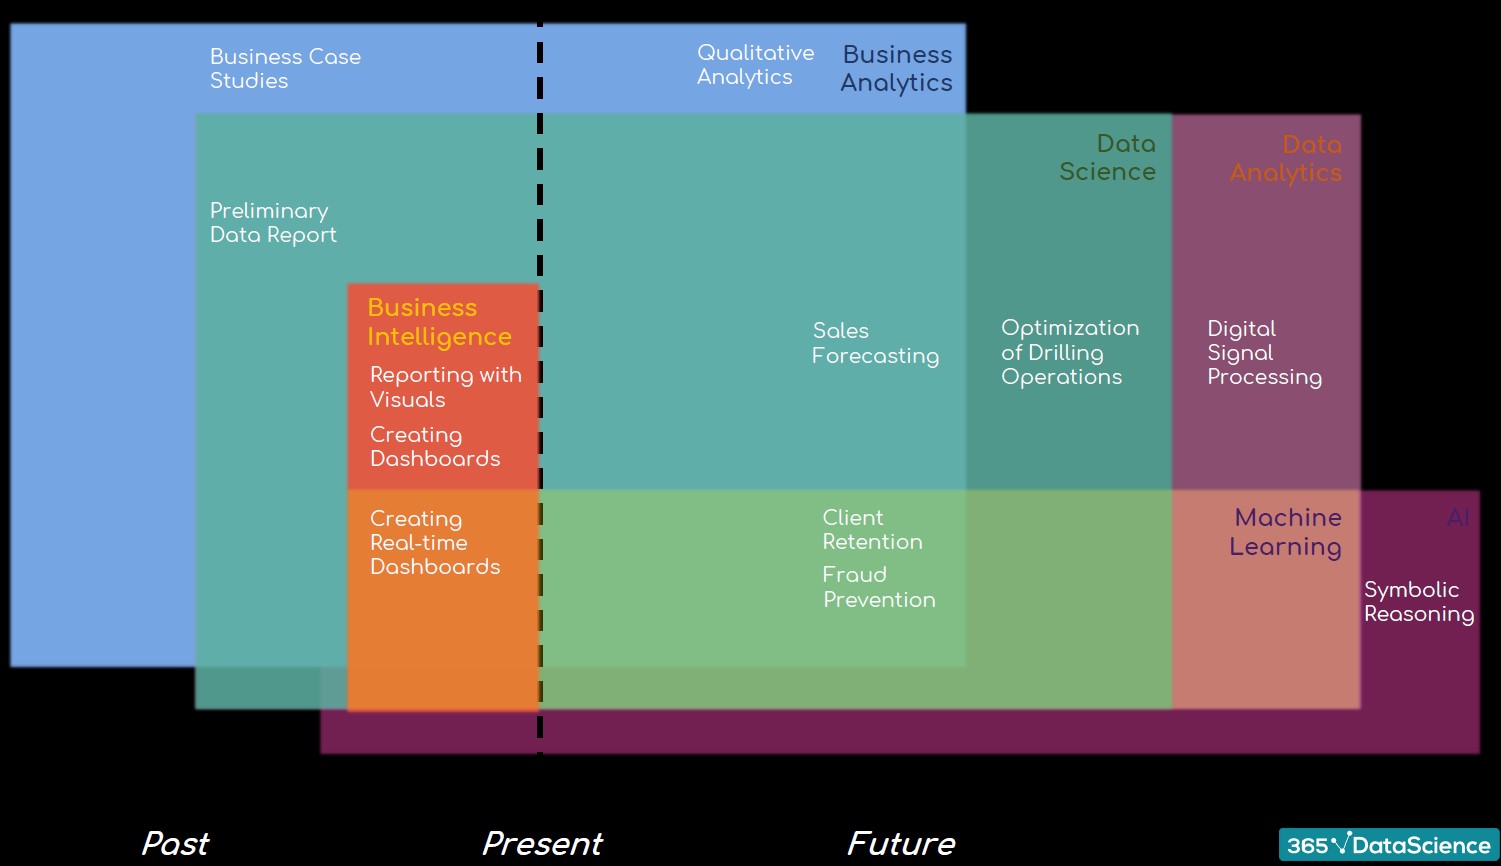 Business Case
Studies
Qualitative
Analytics
Business
Analytics
Data
Science
Data
Analytics
Preliminary
Data Report
Business
Intelligence
Reporting with
Visuals
Creating
Dashboards
Sales
Forecasting
Optimization
of Drilling
Operations
Digital
Signal
Processing
Creating
Real-time
Dashboards
Client
Retention
Fraud
Prevention
Machine
Learning
AI
Symbolic
Reasoning
Past
Present
Future
365 DataScience